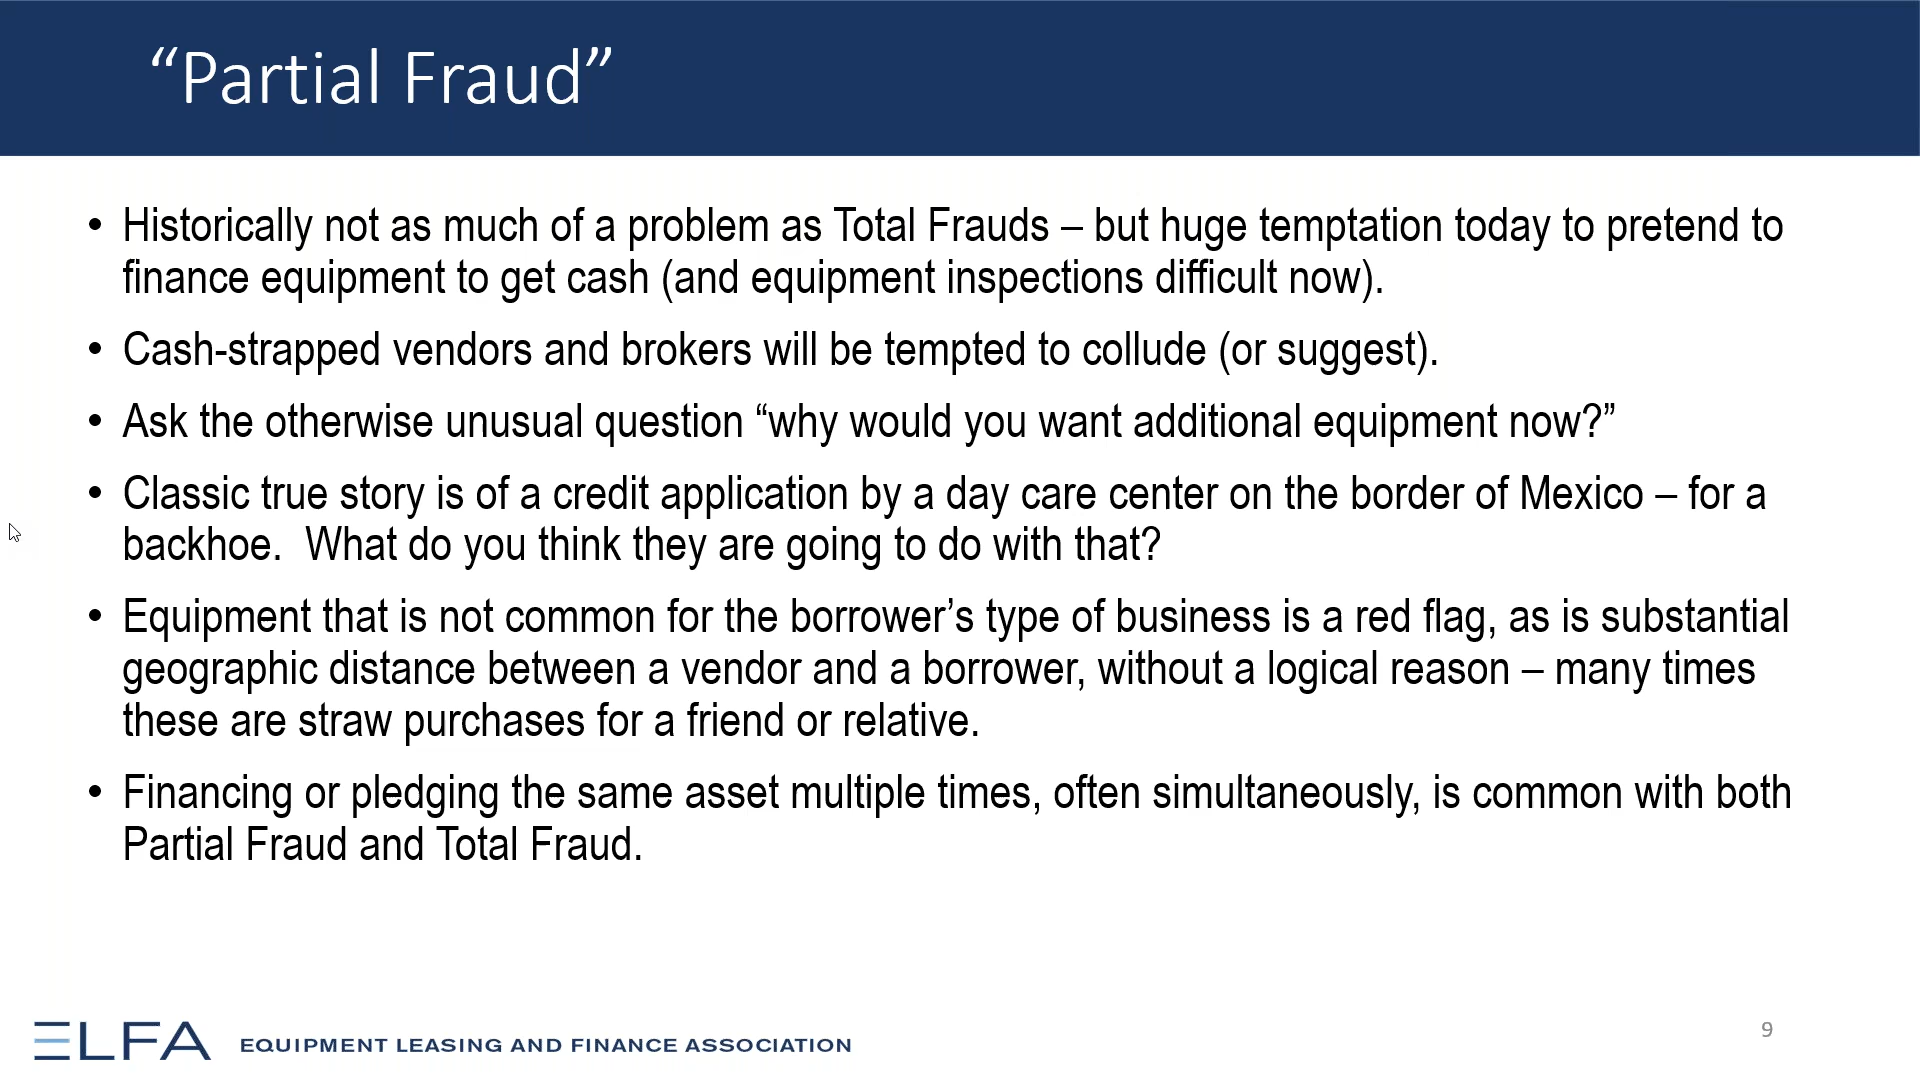 “Partial Fraud”
• Historically not as much of a problem as Total Frauds – but huge temptation today to pretend to
finance equipment to get cash (and equipment inspections difficult now).
• Cash-strapped vendors and brokers will be tempted to collude (or suggest).
• Ask the otherwise unusual question “why would you want additional equipment now?”
• Classic true story is of a credit application by a day care center on the border of Mexico – for a
backhoe.  What do you think they are going to do with that?
• Equipment that is not common for the borrower’s type of business is a red flag, as is substantial
geographic distance between a vendor and a borrower, without a logical reason – many times
these are straw purchases for a friend or relative.
• Financing or pledging the same asset multiple times, often simultaneously, is common with both
Partial Fraud and Total Fraud.
ELFA EQUIPMENT LEASING AND FINANCE ASSOCIATION
9